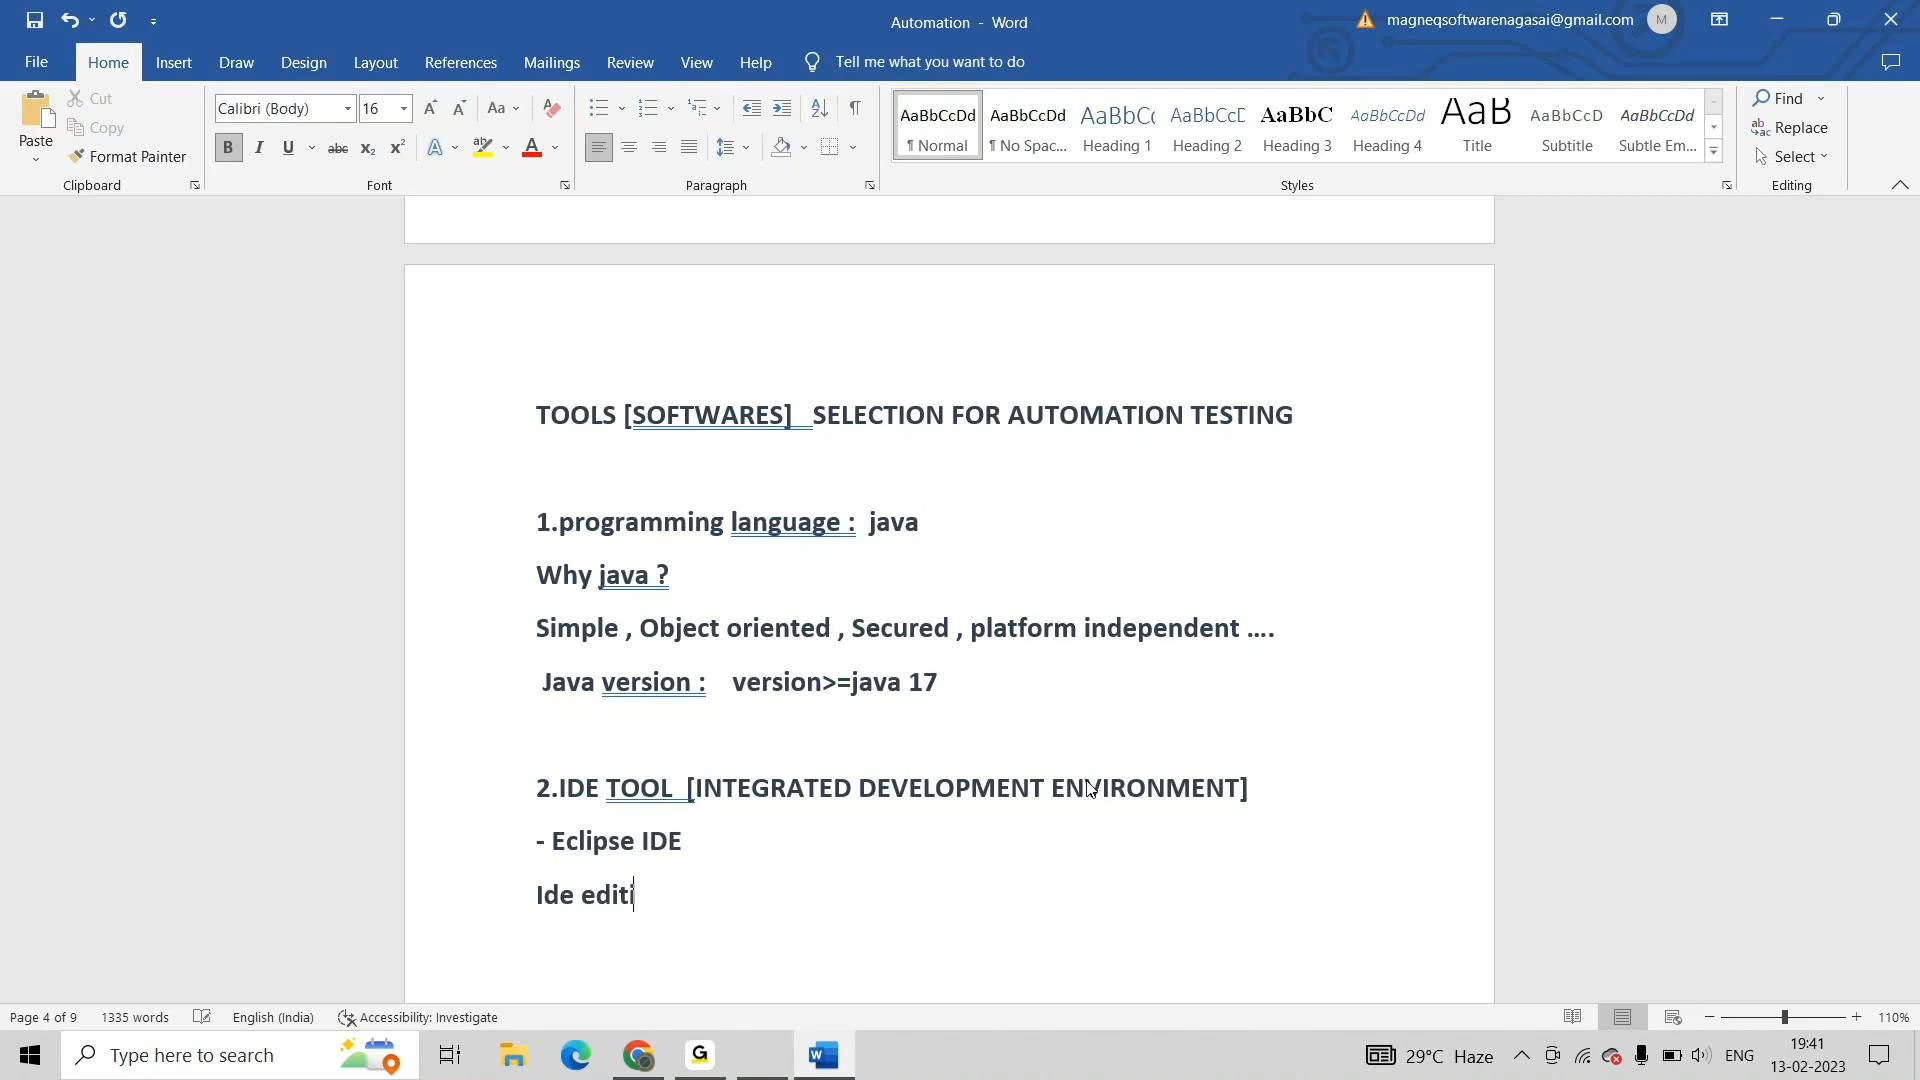 Automation - Word
magneqsoftwarenagasai@gmail.com M
File Home Insert Draw Design Layout References Mailings Review View Help Tell me what you want to do
Paste
Cut
Copy
Format Painter
Clipboard
Calibri (Body) 16
Font
Paragraph
AaBbCcDd AaBbCcDd AaBbCc AaBbCcD AaBbC AaBbCcDd AaB AaBbCcD AaBbCcDd
¶ Normal ¶ No Spac... Heading 1 Heading 2 Heading 3 Heading 4 Title Subtitle Subtle Em...
Styles
Find
Replace
Select
Editing
TOOLS [SOFTWARES] SELECTION FOR AUTOMATION TESTING
1.programming language : java
Why java ?
Simple , Object oriented , Secured , platform independent ....
Java version : version>=java 17
2.IDE TOOL [INTEGRATED DEVELOPMENT ENVIRONMENT]
- Eclipse IDE
Ide editi
Page 4 of 9 1335 words English (India) Accessibility: Investigate 110%
Type here to search
29°C Haze ENG
19:41
13-02-2023